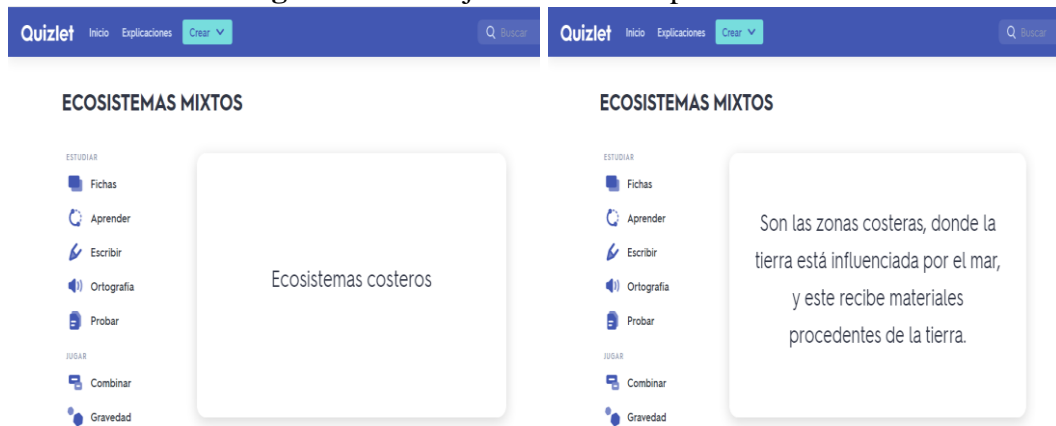 Quizlet Inicio Explicaciones Crear Buscar
ECOSISTEMAS MIXTOS
ESTUDIAR
Fichas
Aprender
Escribir
Ortografía
Probar
JUGAR
Combinar
Gravedad
Ecosistemas costeros
Quizlet Inicio Explicaciones Crear Buscar
ECOSISTEMAS MIXTOS
ESTUDIAR
Fichas
Aprender
Escribir
Ortografía
Probar
JUGAR
Combinar
Gravedad
Son las zonas costeras, donde la
tierra está influenciada por el mar,
y este recibe materiales
procedentes de la tierra.